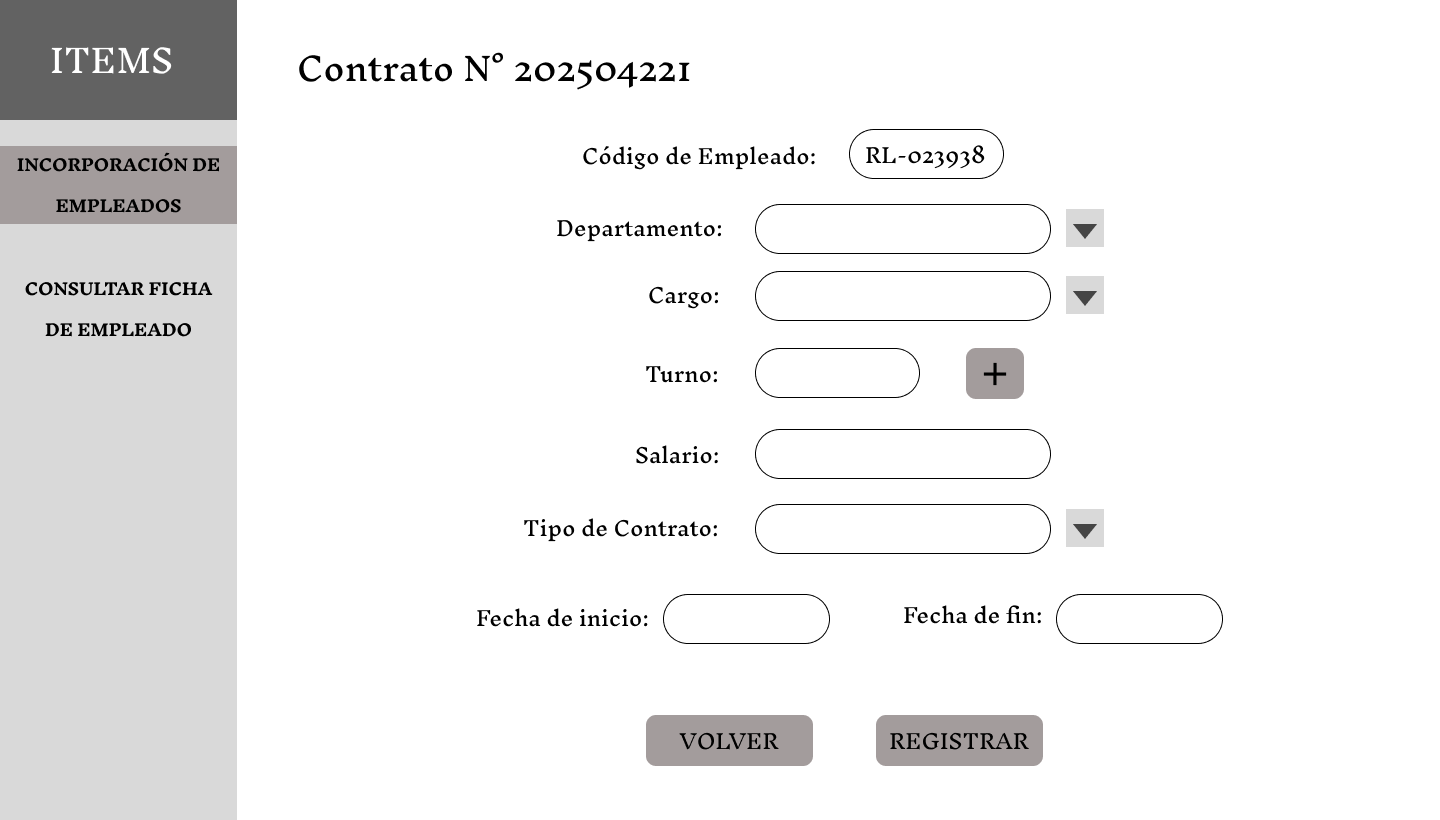 ITEMS
INCORPORACIÓN DE
EMPLEADOS
CONSULTAR FICHA
DE EMPLEADO
Contrato N° 202504221
Código de Empleado: RL-023938
Departamento:
Cargo:
Turno: +
Salario:
Tipo de Contrato:
Fecha de inicio: Fecha de fin:
VOLVER REGISTRAR